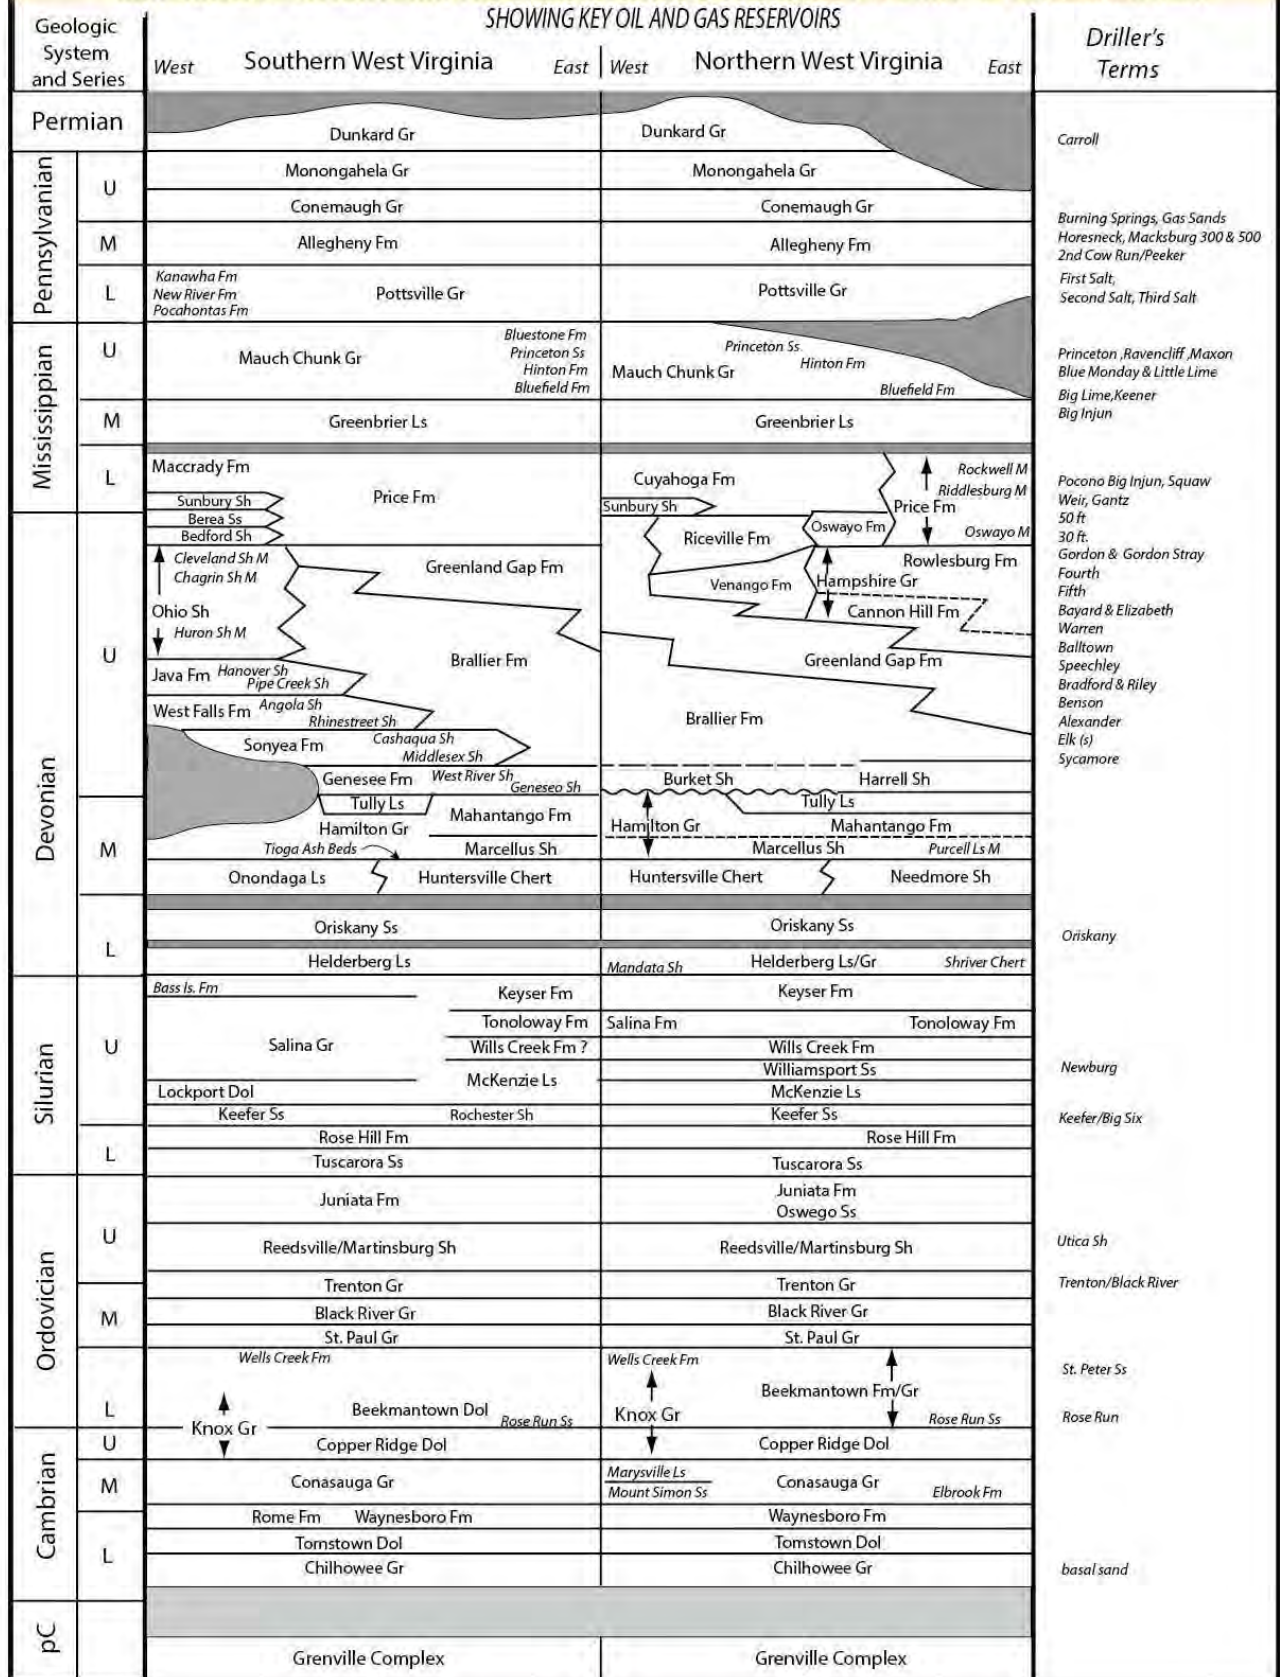 SHOWING KEY OIL AND GAS RESERVOIRS
Geologic
System
and Series
West Southern West Virginia East
West Northern West Virginia East
Driller's
Terms
Permian
Dunkard Gr
Dunkard Gr
Carroll
Pennsylvanian
U
Monongahela Gr
Monongahela Gr
Conemaugh Gr
Conemaugh Gr
Burning Springs, Gas Sands
M
Allegheny Fm
Allegheny Fm
Horesneck, Macksburg 300 & 500
2nd Cow Run/Peeker
L
Kanawha Fm
New River Fm
Pocahontas Fm
Pottsville Gr
Pottsville Gr
First Salt,
Second Salt, Third Salt
Mississippian
U
Mauch Chunk Gr
Bluestone Fm
Princeton Ss
Hinton Fm
Bluefield Fm
Mauch Chunk Gr
Princeton Ss
Hinton Fm
Bluefield Fm
Princeton ,Ravencliff ,Maxon
Blue Monday & Little Lime
M
Greenbrier Ls
Greenbrier Ls
Big Lime,Keener
Big Injun
L
Maccrady Fm
Sunbury Sh
Berea Ss
Bedford Sh
Price Fm
Cuyahoga Fm
Sunbury Sh
Riceville Fm
Oswayo Fm
Rockwell M
Riddlesburg M
Price Fm
Oswayo M
Pocono Big Injun, Squaw
Weir, Gantz
50 ft
30 ft.
Devonian
U
Cleveland Sh M
Chagrin Sh M
Ohio Sh
Huron Sh M
Greenland Gap Fm
Brallier Fm
Java Fm
Hanover Sh
Pipe Creek Sh
West Falls Fm
Angola Sh
Rhinestreet Sh
Sonyea Fm
Cashaqua Sh
Middlesex Sh
Genesee Fm
West River Sh
Geneseo Sh
Rowlesburg Fm
Venango Fm
Hampshire Gr
Cannon Hill Fm
Greenland Gap Fm
Brallier Fm
Burket Sh
Harrell Sh
Gordon & Gordon Stray
Fourth
Fifth
Bayard & Elizabeth
Warren
Balltown
Speechley
Bradford & Riley
Benson
Alexander
Elk (s)
Sycamore
M
Tully Ls
Hamilton Gr
Mahantango Fm
Tioga Ash Beds
Marcellus Sh
Onondaga Ls
Huntersville Chert
Tully Ls
Hamilton Gr
Mahantango Fm
Marcellus Sh
Purcell Ls M
Huntersville Chert
Needmore Sh
L
Oriskany Ss
Oriskany Ss
Oriskany
Helderberg Ls
Mandata Sh
Helderberg Ls/Gr
Shriver Chert
Silurian
U
Bass Is. Fm
Keyser Fm
Keyser Fm
Salina Gr
Tonoloway Fm
Salina Fm
Tonoloway Fm
Wills Creek Fm ?
Wills Creek Fm
Williamsport Ss
Newburg
Lockport Dol
McKenzie Ls
McKenzie Ls
Keefer Ss
Rochester Sh
Keefer Ss
Keefer/Big Six
L
Rose Hill Fm
Rose Hill Fm
Tuscarora Ss
Tuscarora Ss
Ordovician
U
Juniata Fm
Juniata Fm
Oswego Ss
Reedsville/Martinsburg Sh
Reedsville/Martinsburg Sh
Utica Sh
M
Trenton Gr
Trenton Gr
Trenton/Black River
Black River Gr
Black River Gr
St. Paul Gr
St. Paul Gr
L
Wells Creek Fm
Knox Gr
Beekmantown Dol
Rose Run Ss
Wells Creek Fm
Knox Gr
Beekmantown Fm/Gr
Rose Run Ss
St. Peter Ss
Rose Run
Cambrian
U
Copper Ridge Dol
Copper Ridge Dol
M
Conasauga Gr
Marysville Ls
Mount Simon Ss
Conasauga Gr
Elbrook Fm
L
Rome Fm
Waynesboro Fm
Waynesboro Fm
Tomstown Dol
Tomstown Dol
Chilhowee Gr
Chilhowee Gr
basal sand
pC
Grenville Complex
Grenville Complex